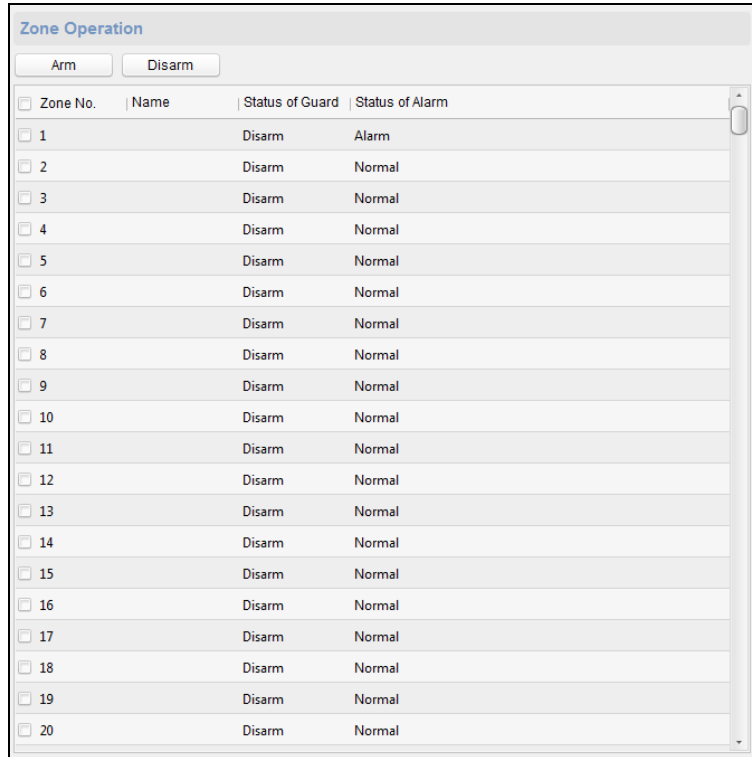 Zone Operation
Arm Disarm
Zone No. Name Status of Guard Status of Alarm
1 Disarm Alarm
2 Disarm Normal
3 Disarm Normal
4 Disarm Normal
5 Disarm Normal
6 Disarm Normal
7 Disarm Normal
8 Disarm Normal
9 Disarm Normal
10 Disarm Normal
11 Disarm Normal
12 Disarm Normal
13 Disarm Normal
14 Disarm Normal
15 Disarm Normal
16 Disarm Normal
17 Disarm Normal
18 Disarm Normal
19 Disarm Normal
20 Disarm Normal